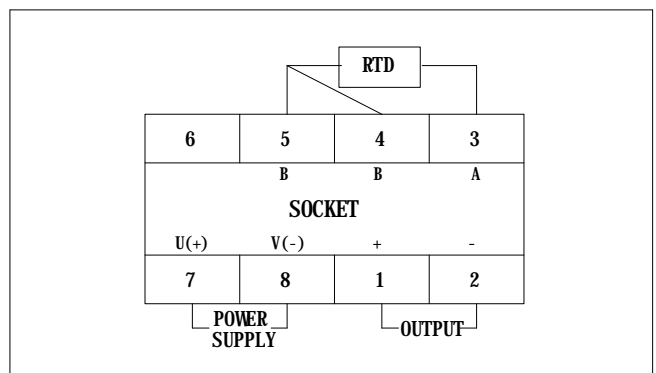 RTD
6 5 4 3
B B A
SOCKET
U(+) V(-) + -
7 8 1 2
POWER SUPPLY
OUTPUT